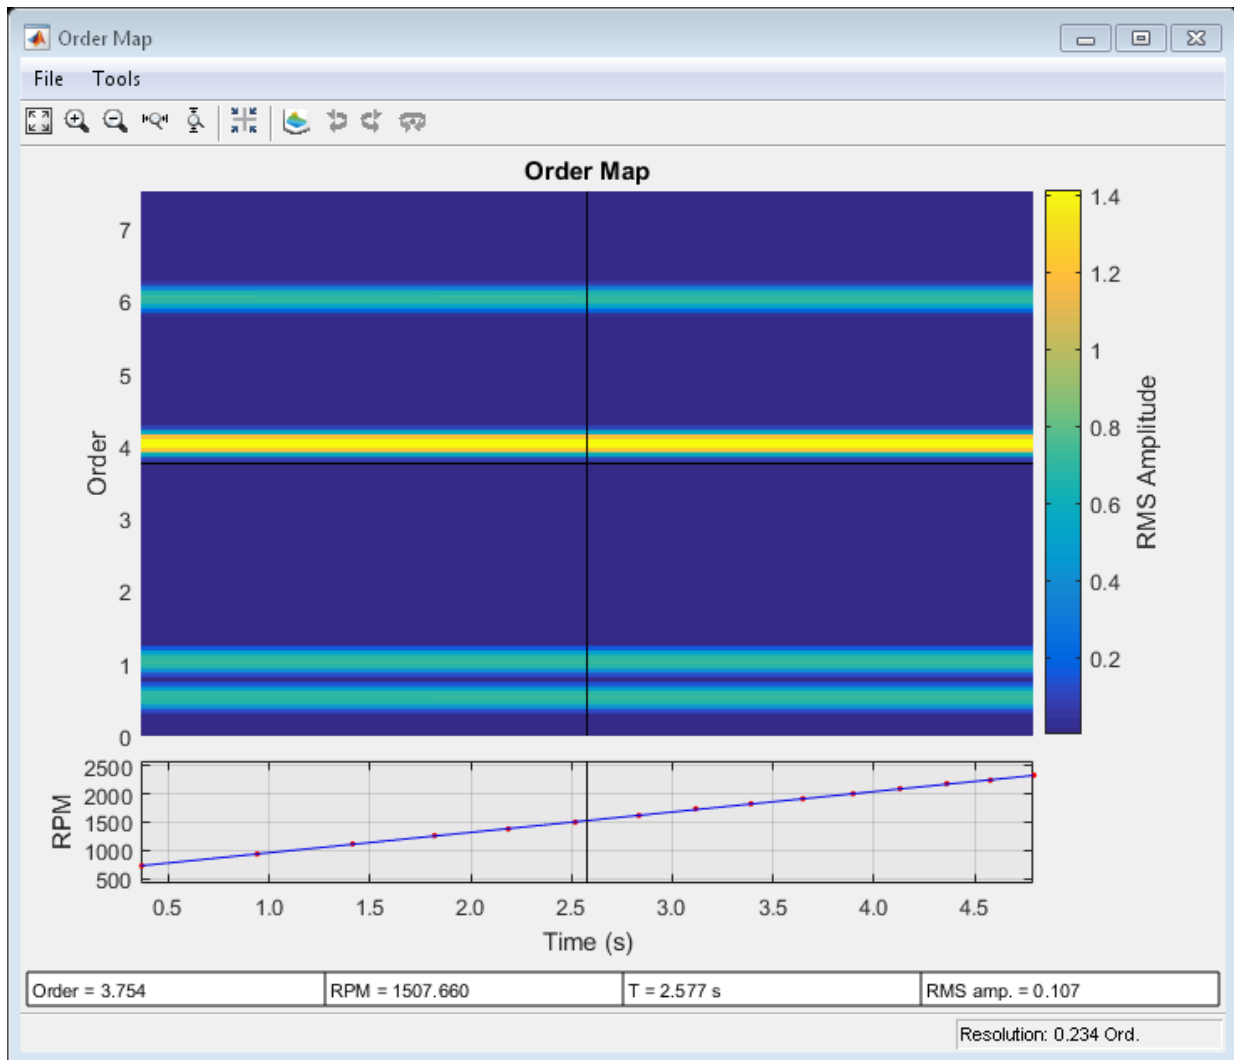 Order Map
File Tools
Order Map
7
6
5
4
3
2
1
0
Order
1.4
1.2
1
0.8
0.6
0.4
0.2
RMS Amplitude
2500
2000
1500
1000
500
RPM
0.5 1.0 1.5 2.0 2.5 3.0 3.5 4.0 4.5
Time (s)
Order = 3.754 RPM = 1507.660 T = 2.577 s RMS amp. = 0.107
Resolution: 0.234 Ord.